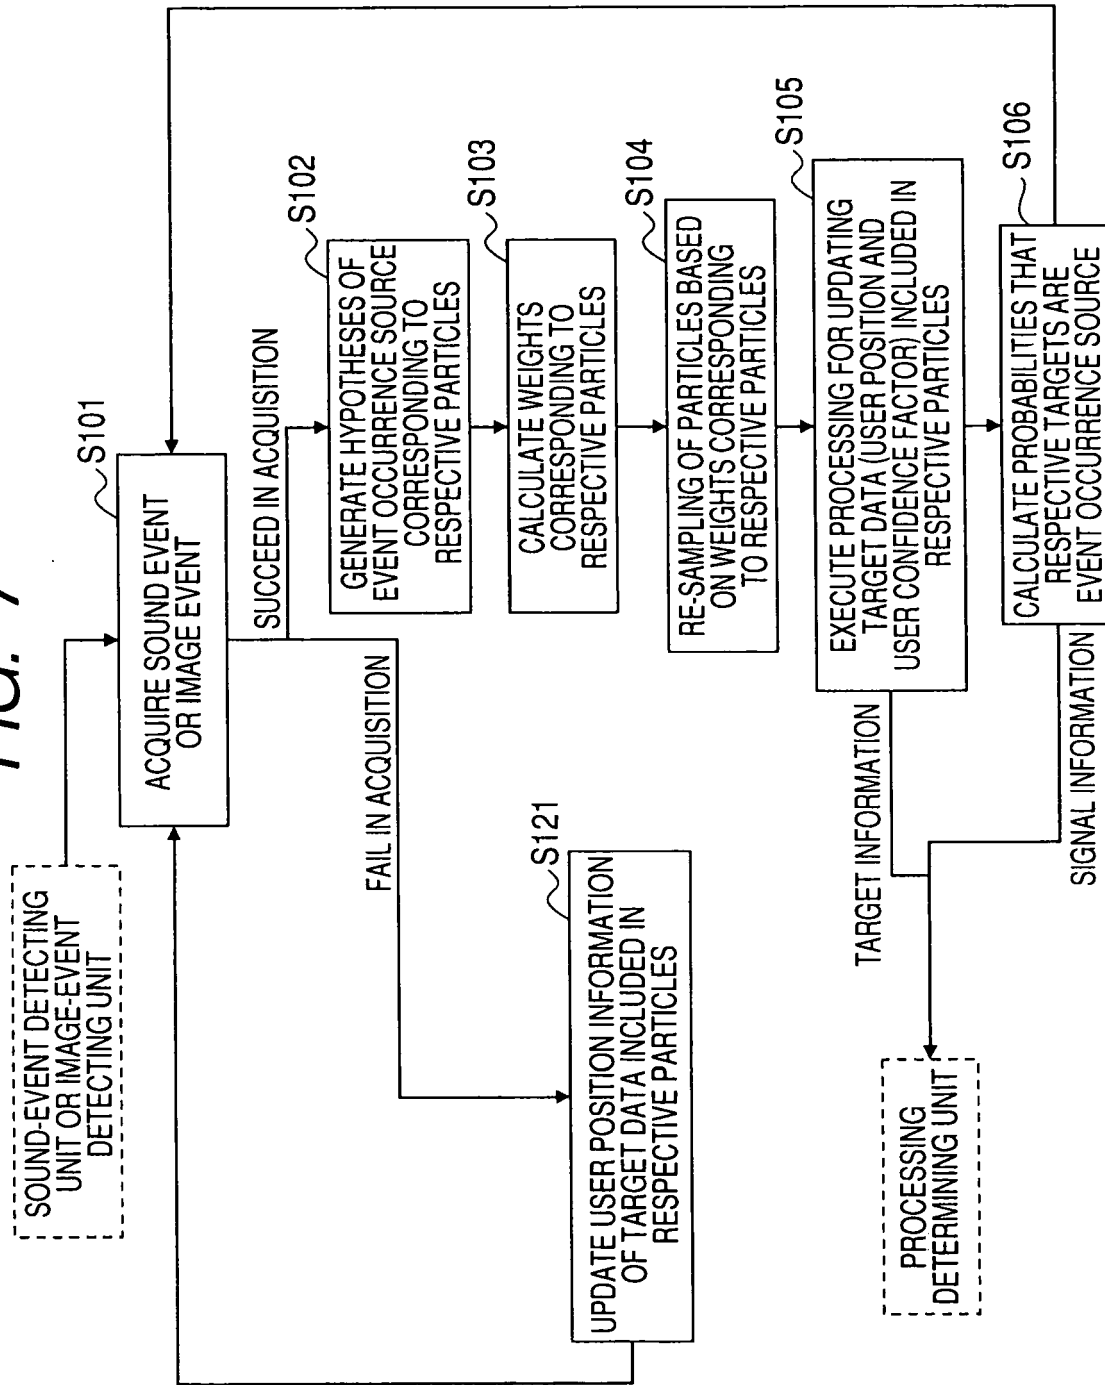 FIG. 7
SOUND-EVENT DETECTING
UNIT OR IMAGE-EVENT
DETECTING UNIT
S101
ACQUIRE SOUND EVENT
OR IMAGE EVENT
SUCCEED IN ACQUISITION
FAIL IN ACQUISITION
S102
GENERATE HYPOTHESES OF
EVENT OCCURRENCE SOURCE
CORRESPONDING TO
RESPECTIVE PARTICLES
S103
CALCULATE WEIGHTS
CORRESPONDING TO
RESPECTIVE PARTICLES
S104
RE-SAMPLING OF PARTICLES BASED
ON WEIGHTS CORRESPONDING
TO RESPECTIVE PARTICLES
S121
UPDATE USER POSITION INFORMATION
OF TARGET DATA INCLUDED IN
RESPECTIVE PARTICLES
S105
EXECUTE PROCESSING FOR UPDATING
TARGET DATA (USER POSITION AND
USER CONFIDENCE FACTOR) INCLUDED IN
RESPECTIVE PARTICLES
TARGET INFORMATION
S106
CALCULATE PROBABILITIES THAT
RESPECTIVE TARGETS ARE
EVENT OCCURRENCE SOURCE
SIGNAL INFORMATION
PROCESSING
DETERMINING UNIT